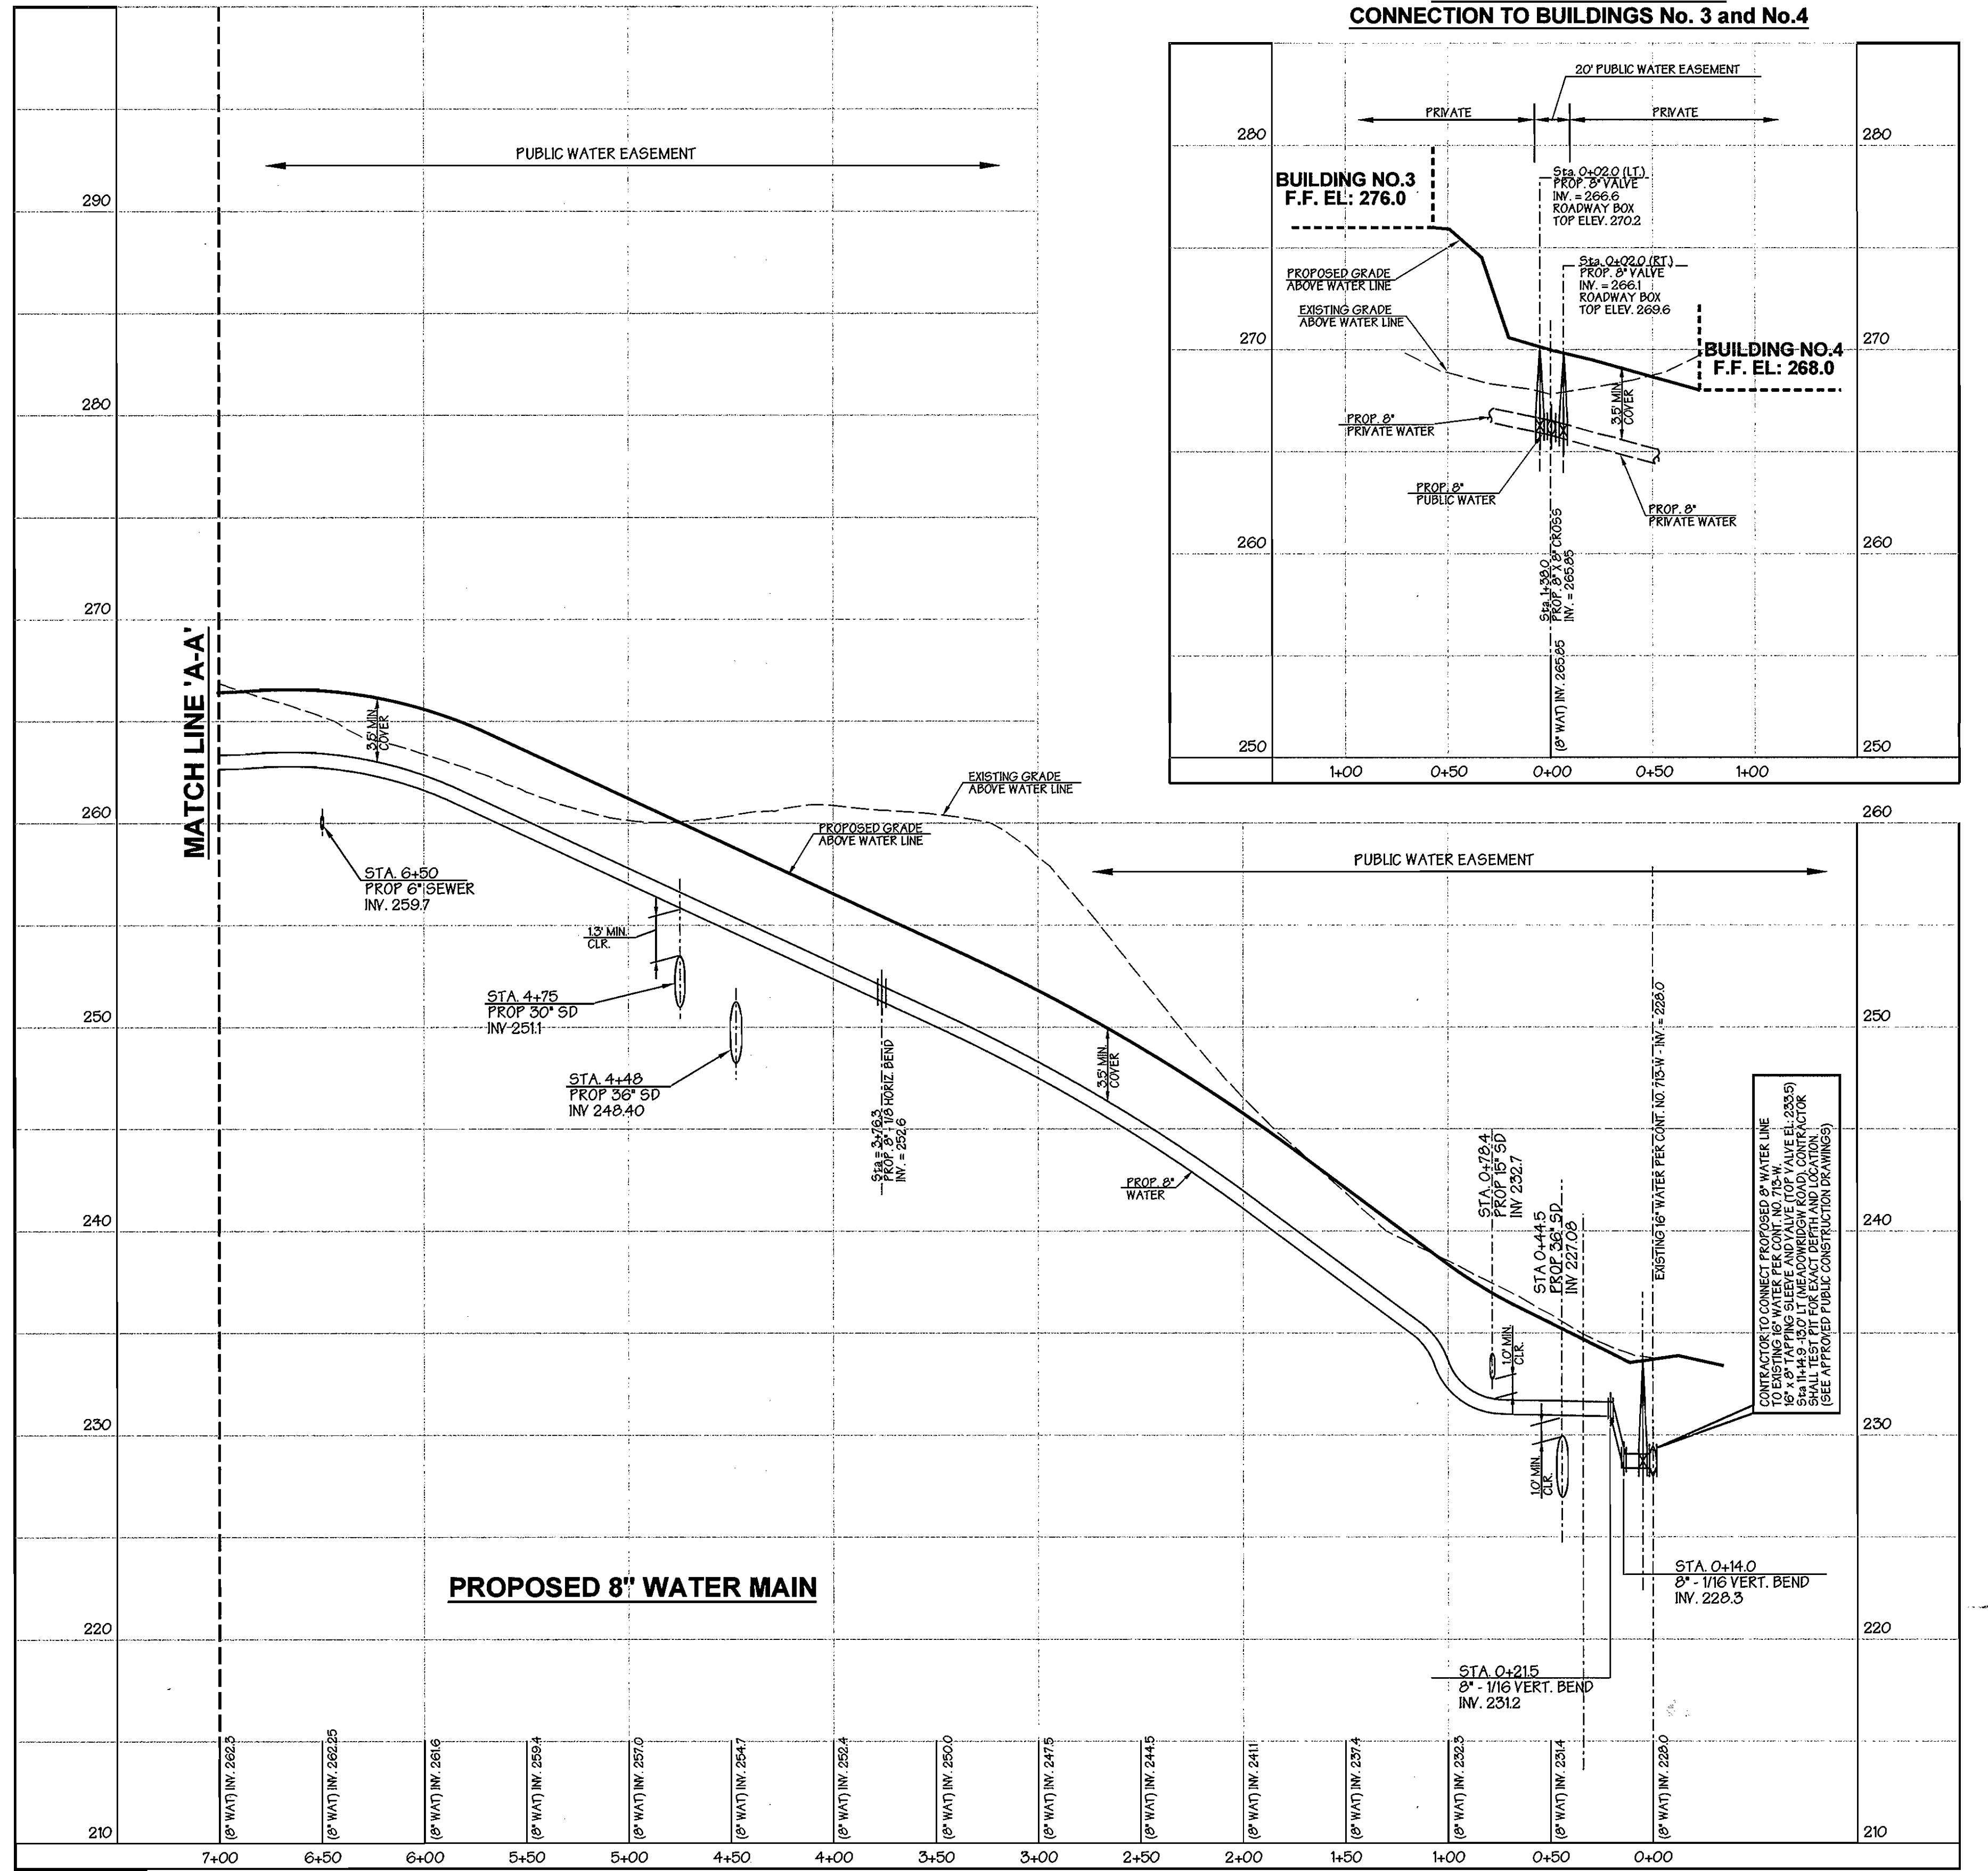 CONNECTION TO BUILDINGS No. 3 and No.4
20' PUBLIC WATER EASEMENT
PRIVATE
PRIVATE
280
280
BUILDING NO.3
F.F. EL: 276.0
Sta. 0+02.0 (LT.)
PROP. 8" VALVE
INV. = 266.6
ROADWAY BOX
TOP ELEV. 270.2
Sta. 0+02.0 (RT.)
PROP. 8" VALVE
INV. = 266.1
ROADWAY BOX
TOP ELEV. 269.6
PROPOSED GRADE
ABOVE WATER LINE
EXISTING GRADE
ABOVE WATER LINE
270
270
BUILDING NO.4
F.F. EL: 268.0
3.5' MIN.
COVER
PROP. 8"
PRIVATE WATER
PROP. 8"
PUBLIC WATER
PROP. 8"
PRIVATE WATER
260
260
Sta. 1+38.0
PROP. 8" X 8" CROSS
INV. = 265.85
(8" WAT) INV. 265.85
250
250
1+00
0+50
0+00
0+50
1+00
PUBLIC WATER EASEMENT
290
280
270
MATCH LINE 'A-A'
3.5' MIN.
COVER
260
260
EXISTING GRADE
ABOVE WATER LINE
PROPOSED GRADE
ABOVE WATER LINE
PUBLIC WATER EASEMENT
STA. 6+50
PROP 6" SEWER
INV. 259.7
1.3' MIN.
CLR.
STA. 4+75
PROP 30" SD
INV 251.1
250
250
STA. 4+48
PROP 36" SD
INV 248.40
Sta = 3+76.3
PROP. 8" - 1/8 HORIZ. BEND
INV. = 252.6
3.5' MIN.
COVER
PROP. 8"
WATER
STA. 0+78.4
PROP 15" SD
INV 232.7
STA 0+44.5
PROP 36" SD
INV 227.08
EXISTING 16" WATER PER CONT. NO. 713-W - INV. = 228.0
CONTRACTOR TO CONNECT PROPOSED 8" WATER LINE
TO EXISTING 16" WATER PER CONT. NO. 713-W.
16" x 8" TAPPING SLEEVE AND VALVE (TOP VALVE EL: 233.5)
Sta 11+14.9 -13.0' LT (MEADOWRIDGW ROAD). CONTRACTOR
SHALL TEST PIT FOR EXACT DEPTH AND LOCATION.
(SEE APPROVED PUBLIC CONSTRUCTION DRAWINGS)
240
240
1.0' MIN.
CLR.
230
230
1.0' MIN.
CLR.
STA. 0+14.0
8" - 1/16 VERT. BEND
INV. 228.3
PROPOSED 8" WATER MAIN
220
220
STA. 0+21.5
8" - 1/16 VERT. BEND
INV. 231.2
(8" WAT) INV. 262.3
(8" WAT) INV. 262.25
(8" WAT) INV. 261.6
(8" WAT) INV. 259.4
(8" WAT) INV. 257.0
(8" WAT) INV. 254.7
(8" WAT) INV. 252.4
(8" WAT) INV. 250.0
(8" WAT) INV. 247.5
(8" WAT) INV. 244.5
(8" WAT) INV. 241.1
(8" WAT) INV. 237.4
(8" WAT) INV. 232.3
(8" WAT) INV. 231.4
(8" WAT) INV. 228.0
210
210
7+00
6+50
6+00
5+50
5+00
4+50
4+00
3+50
3+00
2+50
2+00
1+50
1+00
0+50
0+00